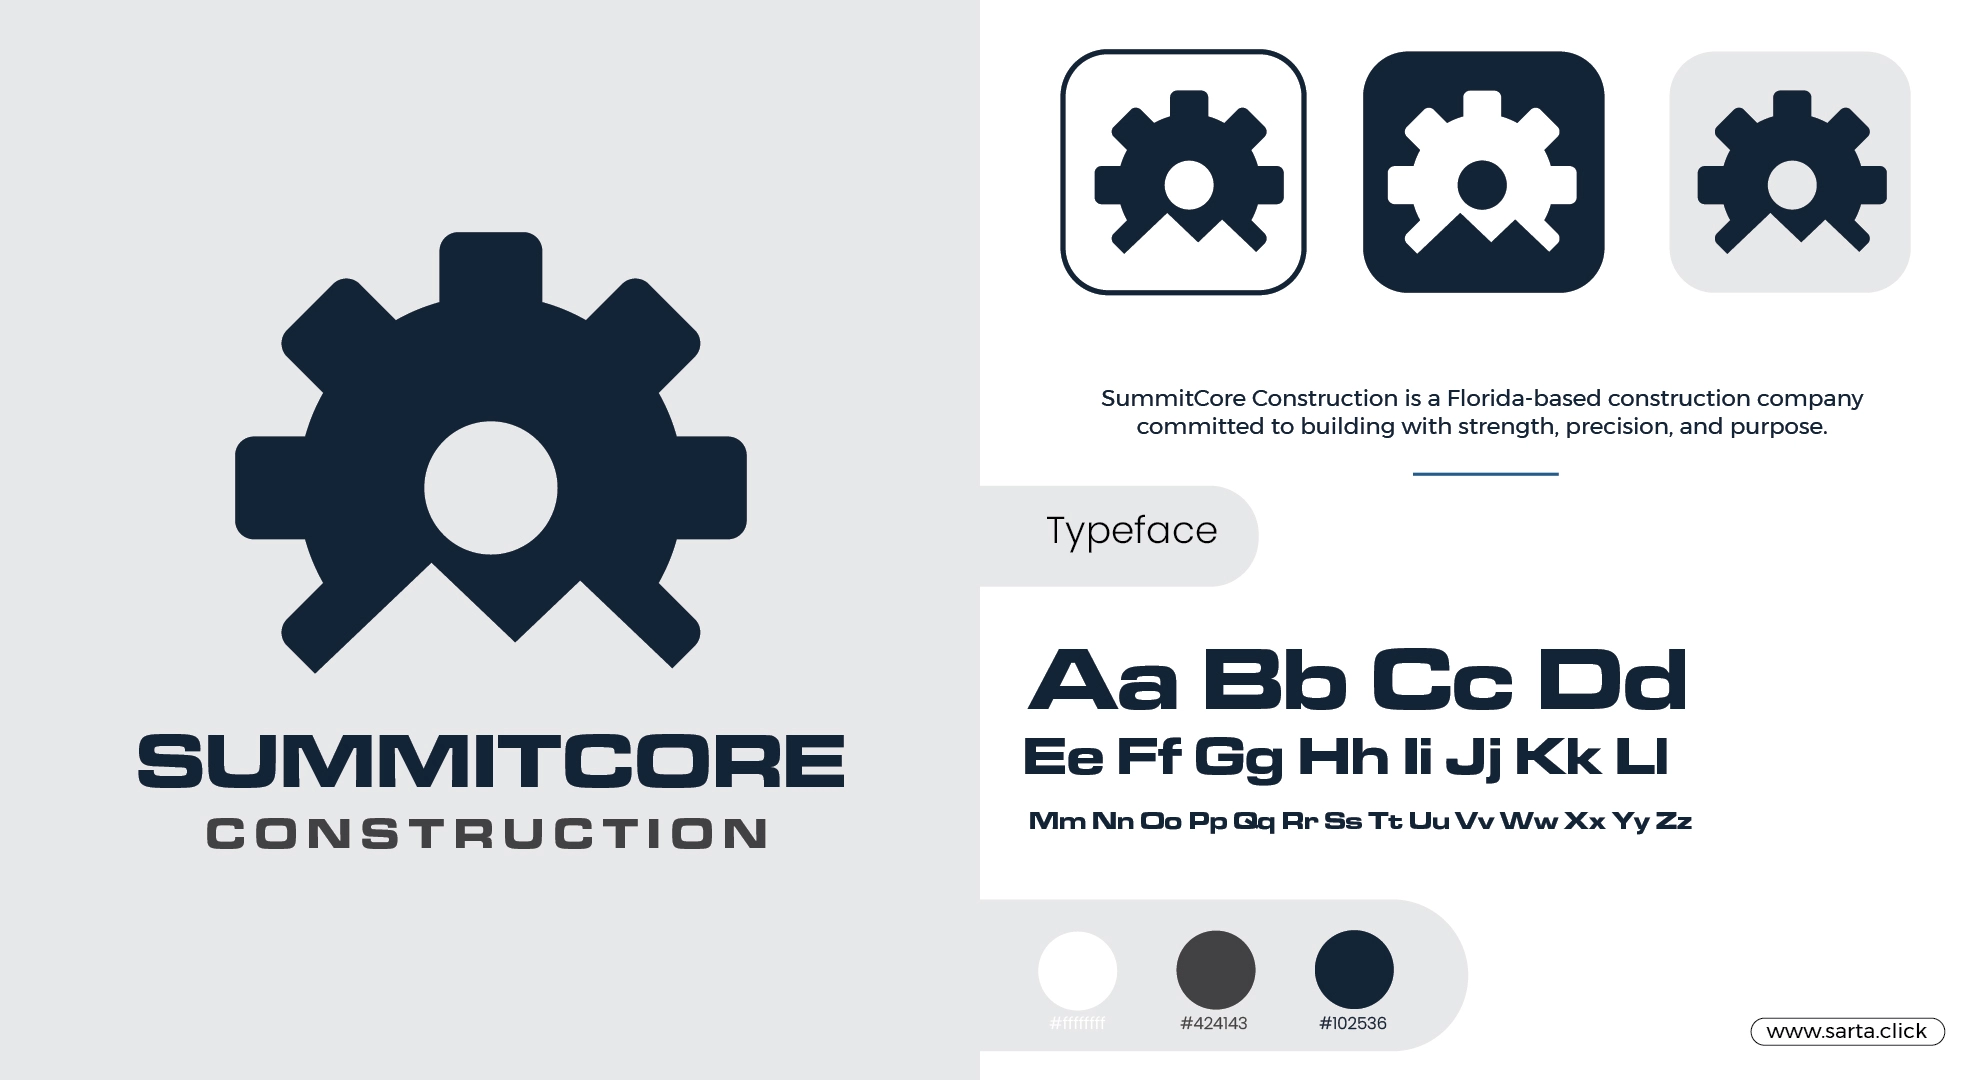 SUMMITCORE
CONSTRUCTION
SummitCore Construction is a Florida-based construction company
committed to building with strength, precision, and purpose.
Typeface
Aa Bb Cc Dd
Ee Ff Gg Hh Ii Jj Kk Ll
Mm Nn Oo Pp Qq Rr Ss Tt Uu Vv Ww Xx Yy Zz
#ffffffff #424143 #102536
www.sarta.click